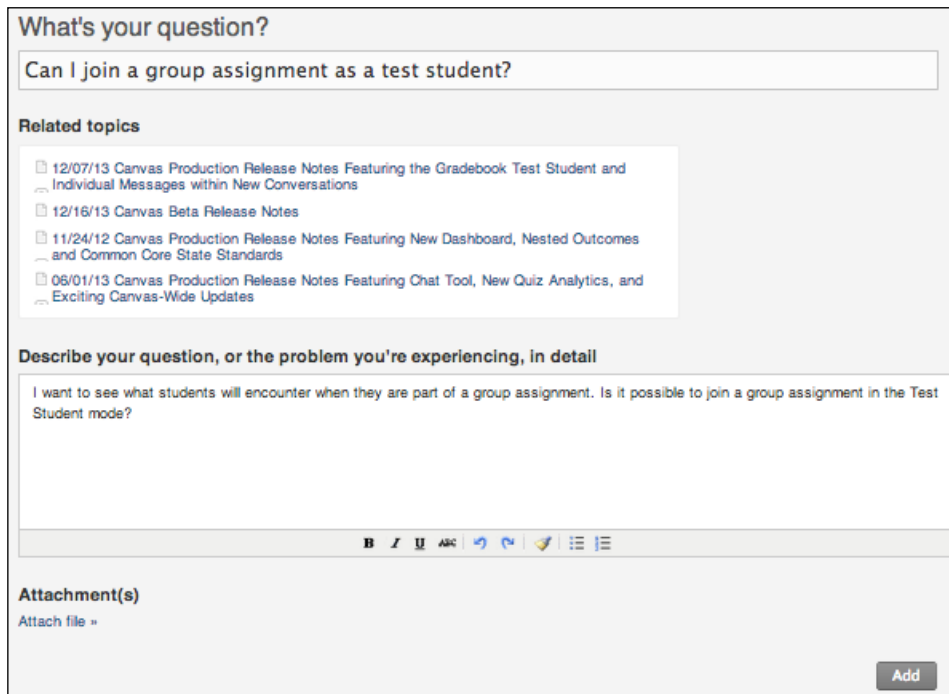 What's your question?
Can I join a group assignment as a test student?
Related topics
12/07/13 Canvas Production Release Notes Featuring the Gradebook Test Student and
Individual Messages within New Conversations
12/16/13 Canvas Beta Release Notes
11/24/12 Canvas Production Release Notes Featuring New Dashboard, Nested Outcomes
and Common Core State Standards
06/01/13 Canvas Production Release Notes Featuring Chat Tool, New Quiz Analytics, and
Exciting Canvas-Wide Updates
Describe your question, or the problem you're experiencing, in detail
I want to see what students will encounter when they are part of a group assignment. Is it possible to join a group assignment in the Test
Student mode?
B I U ABC
Attachment(s)
Attach file »
Add